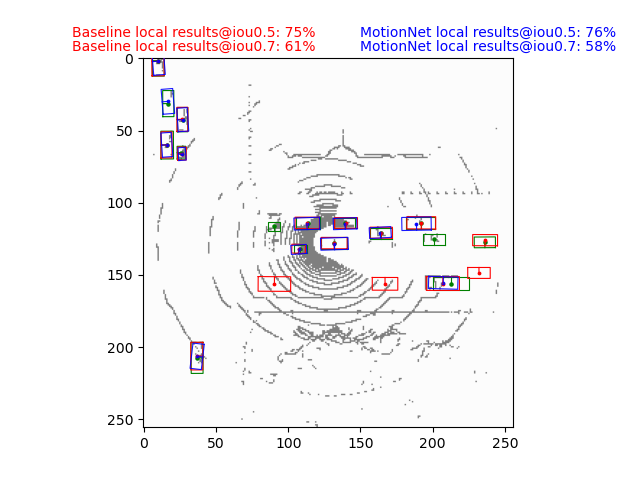 Baseline local results@iou0.5: 75%
MotionNet local results@iou0.5: 76%
Baseline local results@iou0.7: 61%
MotionNet local results@iou0.7: 58%
0
50
100
150
200
250
0 50 100 150 200 250